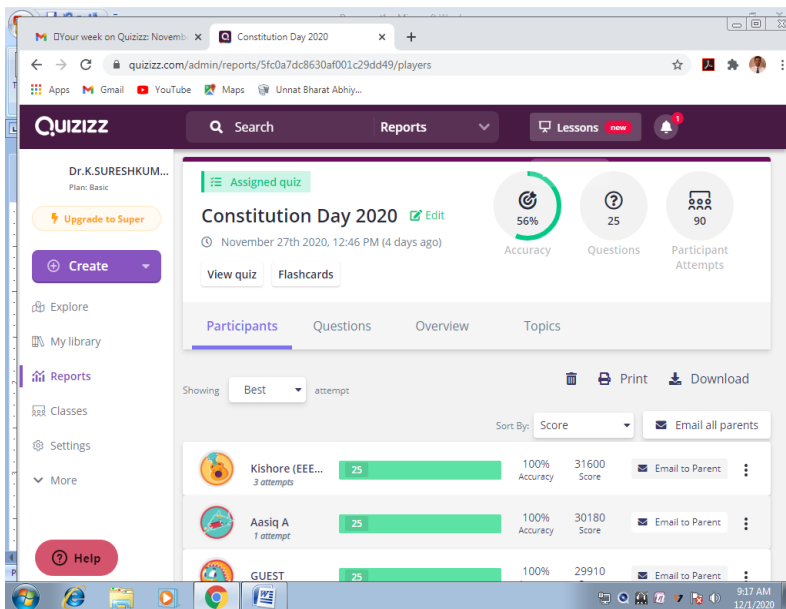 Your week on Quizizz: Novemb
Constitution Day 2020
quizizz.com/admin/reports/5fc0a7dc8630af001c29dd49/players
Apps Gmail YouTube Maps Unnat Bharat Abhiy...
QUIZIZZ
Search Reports Lessons new 1
Dr.K.SURESHKUM...
Plan: Basic
Upgrade to Super
Create
Explore
My library
Reports
Classes
Settings
More
Help
Assigned quiz
Constitution Day 2020 Edit
November 27th 2020, 12:46 PM (4 days ago)
View quiz Flashcards
56%
Accuracy
25
Questions
90
Participant
Attempts
Participants Questions Overview Topics
Showing Best attempt
Print Download
Sort By: Score Email all parents
Kishore (EEE... 25 100% 31600 Email to Parent
3 attempts Accuracy Score
Aasiq A 25 100% 30180 Email to Parent
1 attempt Accuracy Score
GUEST 25 100% 29910 Email to Parent
9:17 AM
12/1/2020